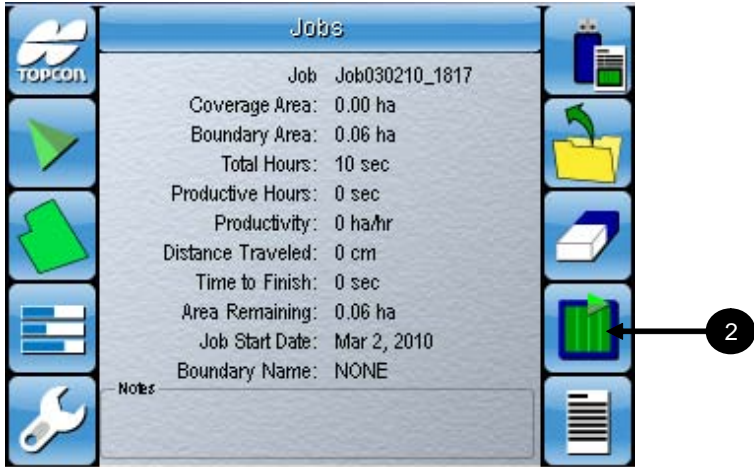 Jobs
TOPCON
Job Job030210_1817
Coverage Area: 0.00 ha
Boundary Area: 0.06 ha
Total Hours: 10 sec
Productive Hours: 0 sec
Productivity: 0 ha/hr
Distance Traveled: 0 cm
Time to Finish: 0 sec
Area Remaining: 0.06 ha
Job Start Date: Mar 2, 2010
Boundary Name: NONE
Notes
2